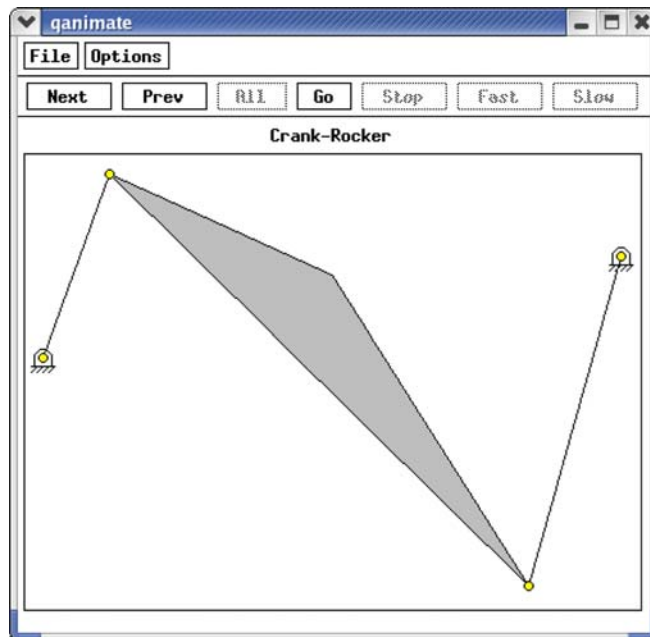 qanimate
File Options
Next Prev All Go Stop Fast Slow
Crank-Rocker